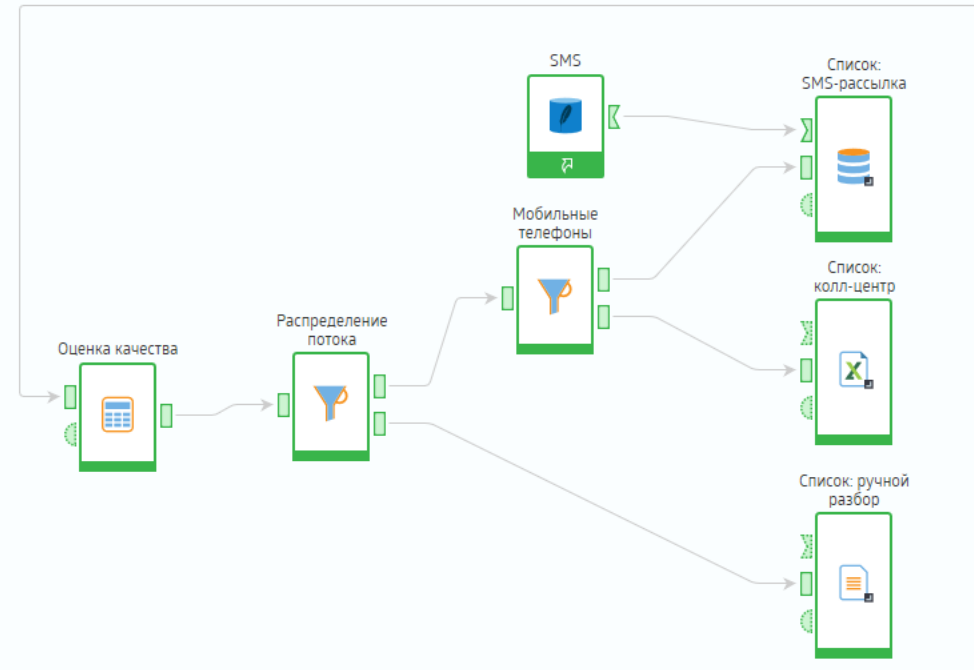 SMS
Список:
SMS-рассылка
Мобильные
телефоны
Список:
колл-центр
Распределение
потока
Оценка качества
Список: ручной
разбор